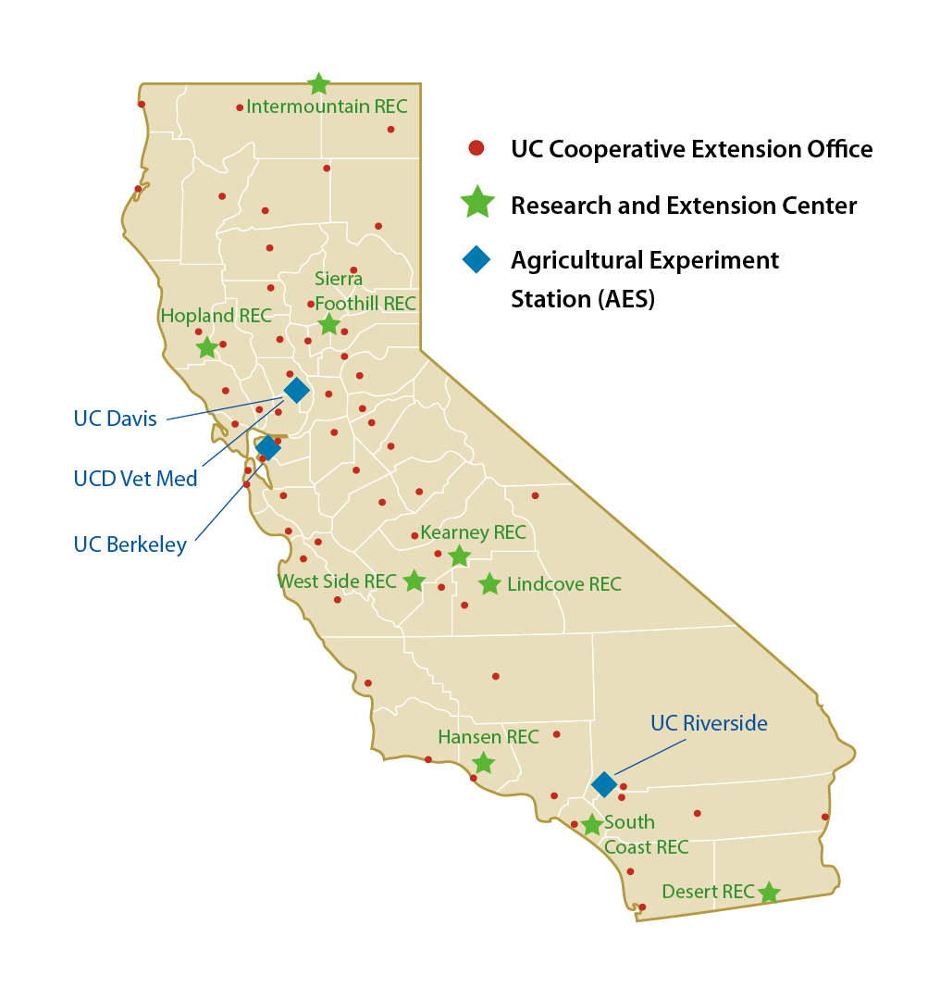 Intermountain REC
UC Cooperative Extension Office
Research and Extension Center
Agricultural Experiment
Station (AES)
Sierra
Foothill REC
Hopland REC
UC Davis
UCD Vet Med
UC Berkeley
Kearney REC
West Side REC
Lindcove REC
UC Riverside
Hansen REC
South
Coast REC
Desert REC